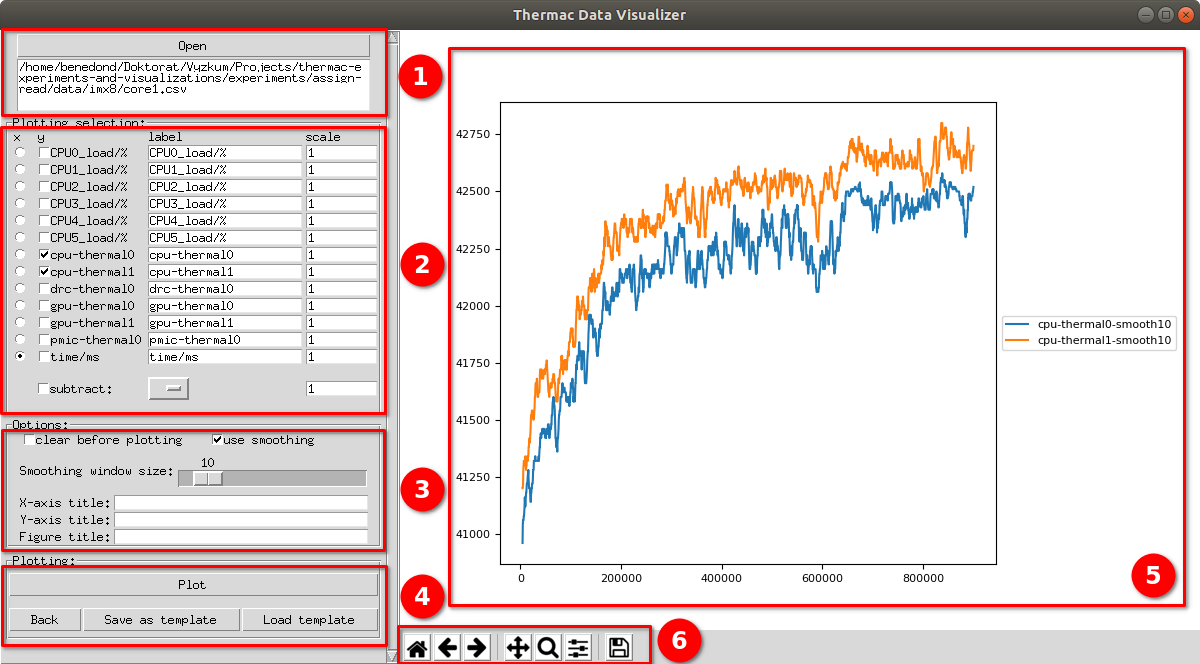 Thermac Data Visualizer
Open
/home/benedond/Doktorat/Vyzkum/Projects/thermac-e
xperiments-and-visualizations/experiments/assign-
read/data/imx8/core1.csv
1
Plotting selection:
x y label scale
CPU0_load/% CPU0_load/% 1
CPU1_load/% CPU1_load/% 1
CPU2_load/% CPU2_load/% 1
CPU3_load/% CPU3_load/% 1
CPU4_load/% CPU4_load/% 1
CPU5_load/% CPU5_load/% 1
cpu-thermal0 cpu-thermal0 1
cpu-thermal1 cpu-thermal1 1
drc-thermal0 drc-thermal0 1
gpu-thermal0 gpu-thermal0 1
gpu-thermal1 gpu-thermal1 1
pmic-thermal0 pmic-thermal0 1
time/ms time/ms 1
subtract: 1
2
Options:
clear before plotting use smoothing
10
Smoothing window size:
X-axis title:
Y-axis title:
Figure title:
3
Plotting:
Plot
Back Save as template Load template
4
42750
42500
42250
42000
41750
41500
41250
41000
0 200000 400000 600000 800000
cpu-thermal0-smooth10
cpu-thermal1-smooth10
5
6